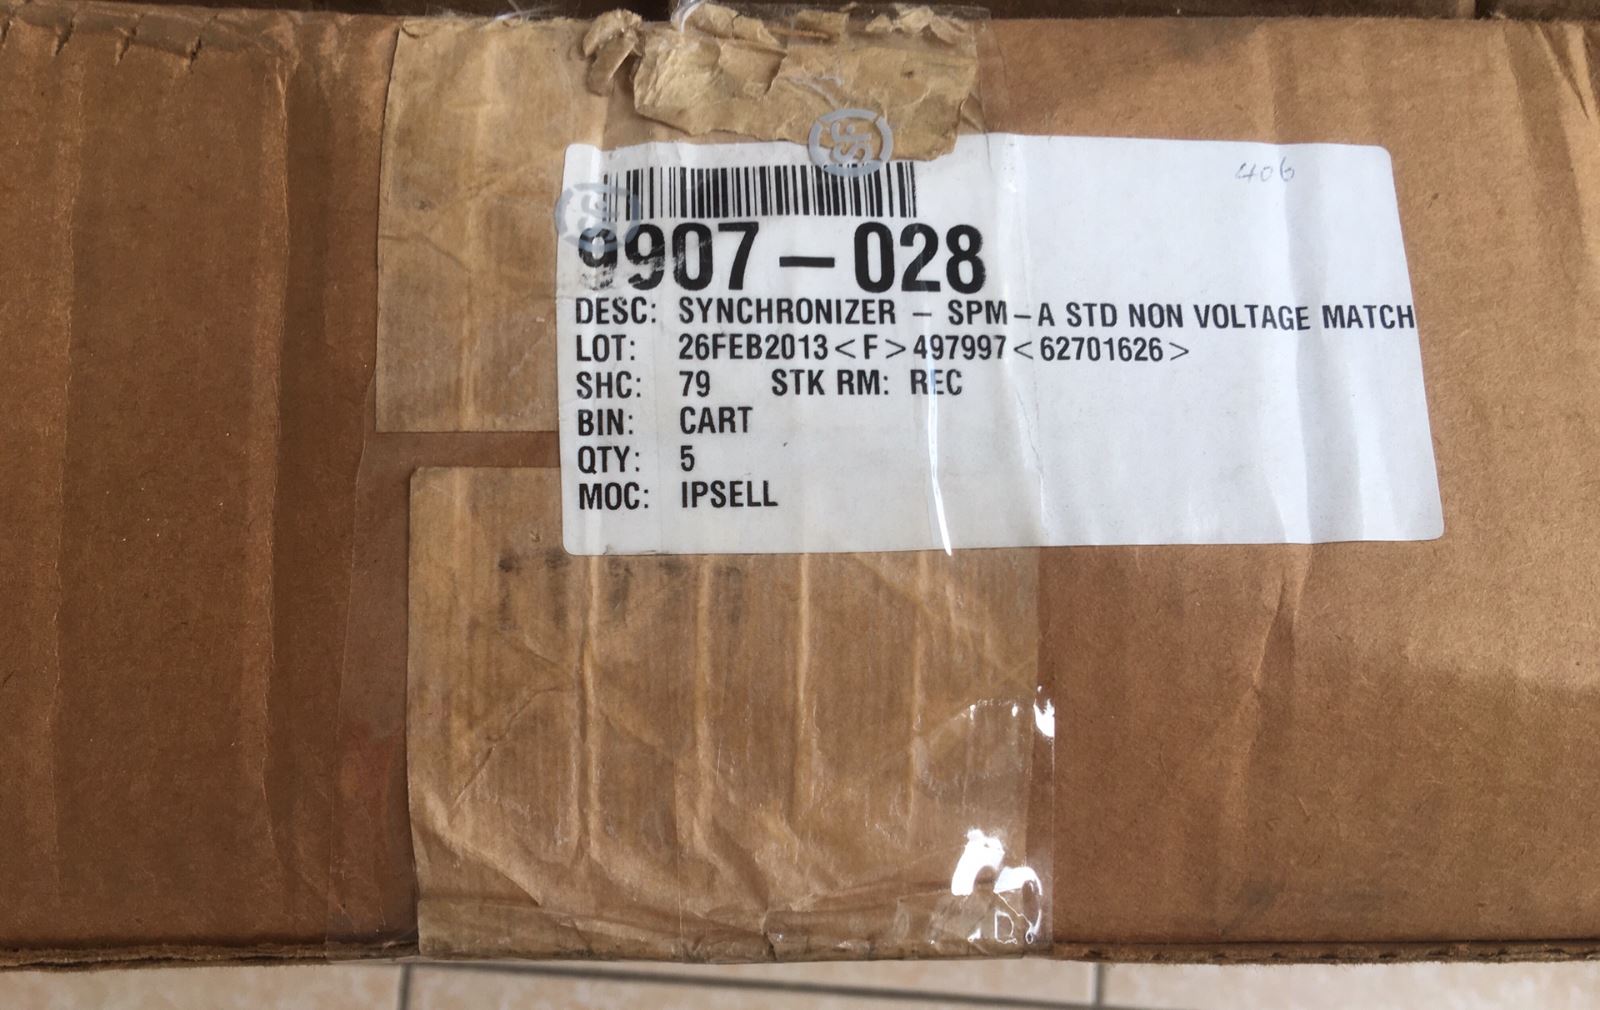 406
9907-028
DESC: SYNCHRONIZER - SPM-A STD NON VOLTAGE MATCH
LOT: 26FEB2013<F>497997<62701626>
SHC: 79 STK RM: REC
BIN: CART
QTY: 5
MOC: IPSELL